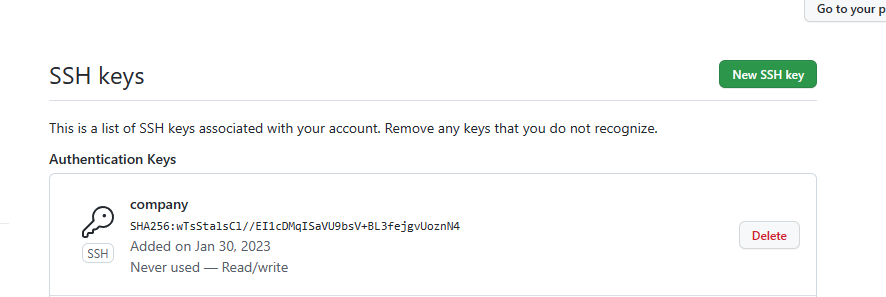 Go to your p
SSH keys
New SSH key
This is a list of SSH keys associated with your account. Remove any keys that you do not recognize.
Authentication Keys
company
SHA256:wTsStalsCl//EI1cDMqISaVU9bsV+BL3fejgvUoznN4
Added on Jan 30, 2023
Never used — Read/write
SSH
Delete